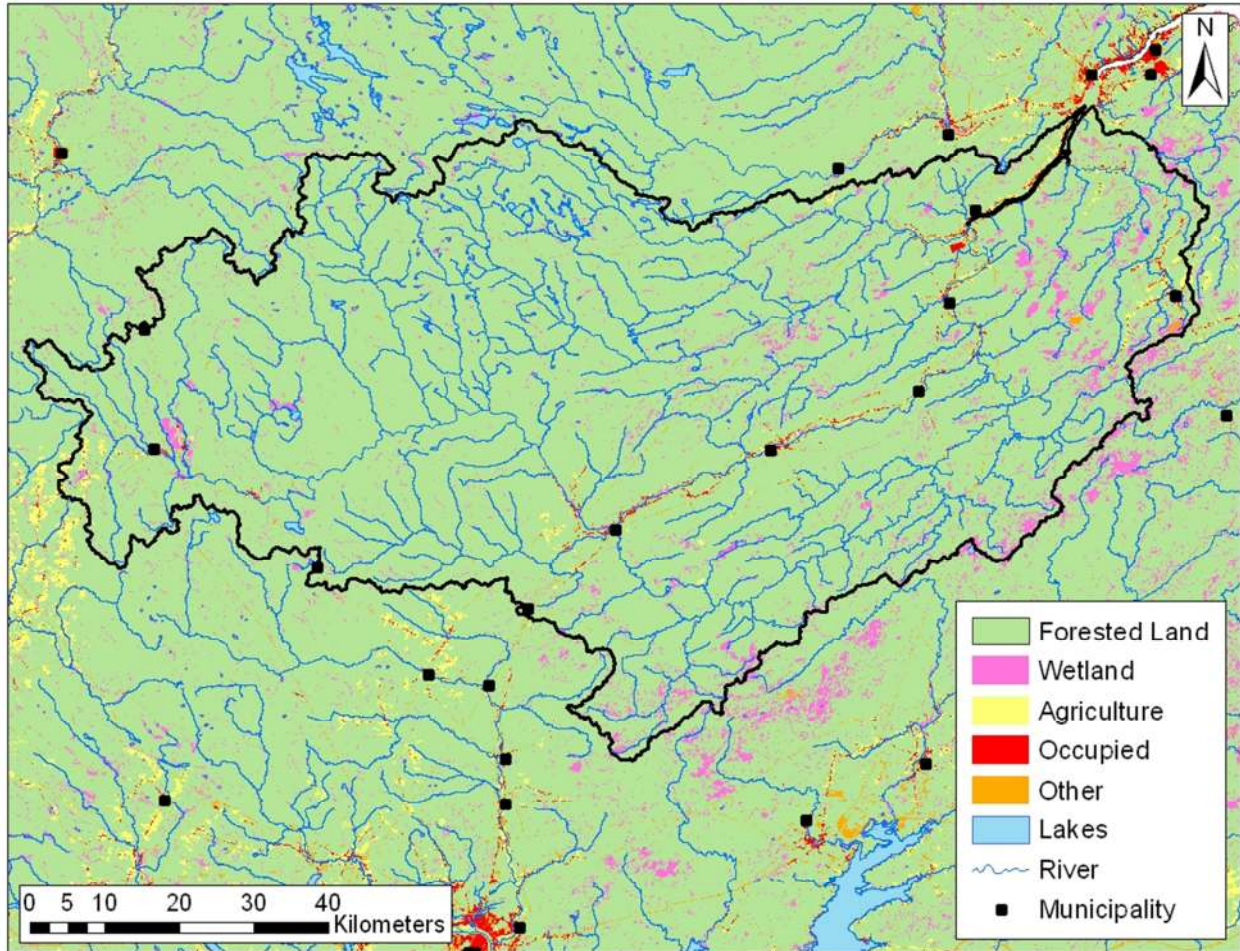 N
Forested Land
Wetland
Agriculture
Occupied
Other
Lakes
River
Municipality
0 5 10 20 30 40
Kilometers